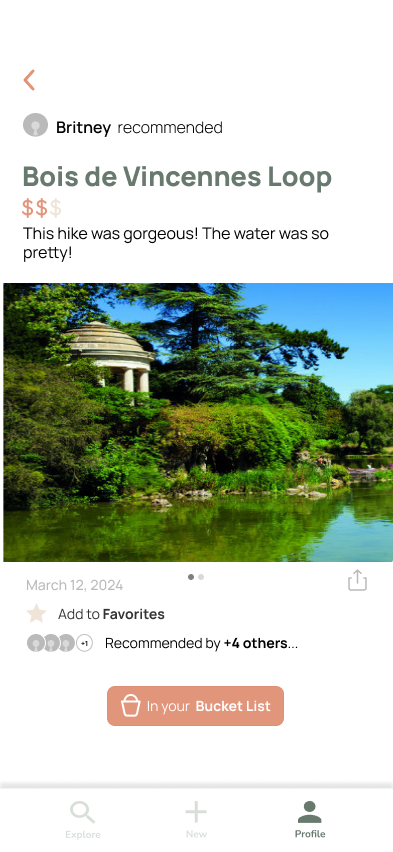 Britney recommended
Bois de Vincennes Loop
$$$
This hike was gorgeous! The water was so
pretty!
March 12, 2024
Add to Favorites
+1 Recommended by +4 others...
In your Bucket List
Explore New Profile